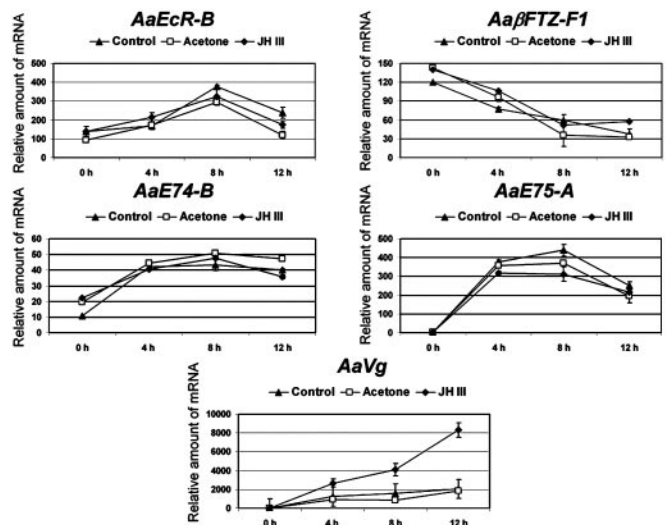 AaEcR-B
Control Acetone JH III
Relative amount of mRNA
500
400
300
200
100
0
0 h 4 h 8 h 12 h
AaβFTZ-F1
Control Acetone JH III
Relative amount of mRNA
150
120
90
60
30
0
0 h 4 h 8 h 12 h
AaE74-B
Control Acetone JH III
Relative amount of mRNA
60
50
40
30
20
10
0
0 h 4 h 8 h 12 h
AaE75-A
Control Acetone JH III
Relative amount of mRNA
500
400
300
200
100
0
0 h 4 h 8 h 12 h
AaVg
Control Acetone JH III
Relative amount of mRNA
10000
8000
6000
4000
2000
0
0 h 4 h 8 h 12 h